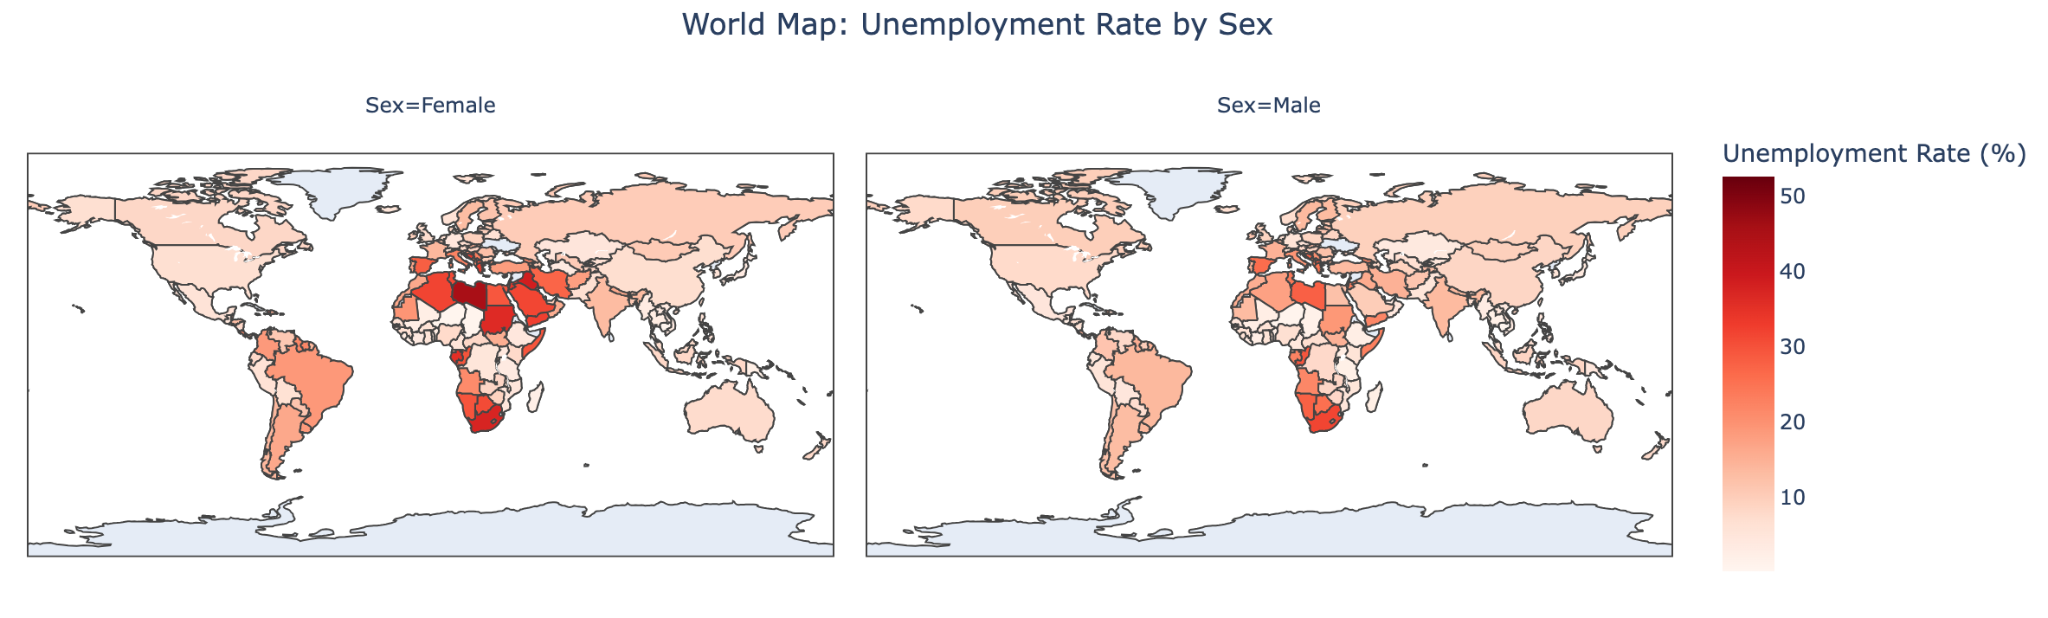 World Map: Unemployment Rate by Sex
Sex=Female
Sex=Male
Unemployment Rate (%)
50
40
30
20
10